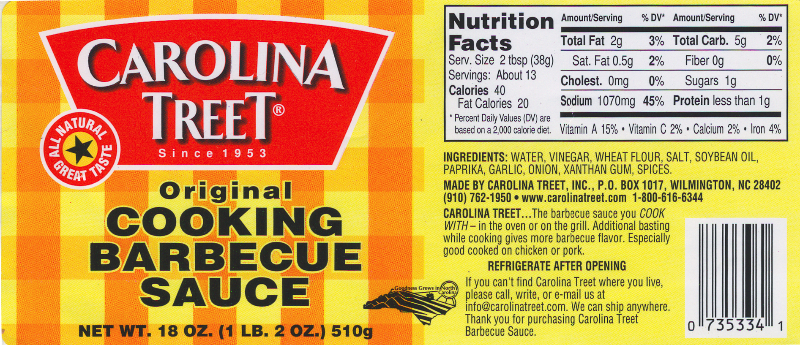 CAROLINA
TREET®
Since 1953
ALL NATURAL
GREAT TASTE
Original
COOKING
BARBECUE
SAUCE
NET WT. 18 OZ. (1 LB. 2 OZ.) 510g
Goodness Grows in North
Carolina
Nutrition
Facts
Serv. Size 2 tbsp (38g)
Servings: About 13
Calories 40
Fat Calories 20
* Percent Daily Values (DV) are
based on a 2,000 calorie diet.
Amount/Serving % DV* Amount/Serving % DV*
Total Fat 2g 3% Total Carb. 5g 2%
Sat. Fat 0.5g 2% Fiber 0g 0%
Cholest. 0mg 0% Sugars 1g
Sodium 1070mg 45% Protein less than 1g
Vitamin A 15% • Vitamin C 2% • Calcium 2% • Iron 4%
INGREDIENTS: WATER, VINEGAR, WHEAT FLOUR, SALT, SOYBEAN OIL,
PAPRIKA, GARLIC, ONION, XANTHAN GUM, SPICES.
MADE BY CAROLINA TREET, INC., P.O. BOX 1017, WILMINGTON, NC 28402
(910) 762-1950 • www.carolinatreet.com 1-800-616-6344
CAROLINA TREET...The barbecue sauce you COOK
WITH – in the oven or on the grill. Additional basting
while cooking gives more barbecue flavor. Especially
good cooked on chicken or pork.
REFRIGERATE AFTER OPENING
If you can't find Carolina Treet where you live,
please call, write, or e-mail us at
info@carolinatreet.com. We can ship anywhere.
Thank you for purchasing Carolina Treet
Barbecue Sauce.
0 735334 1